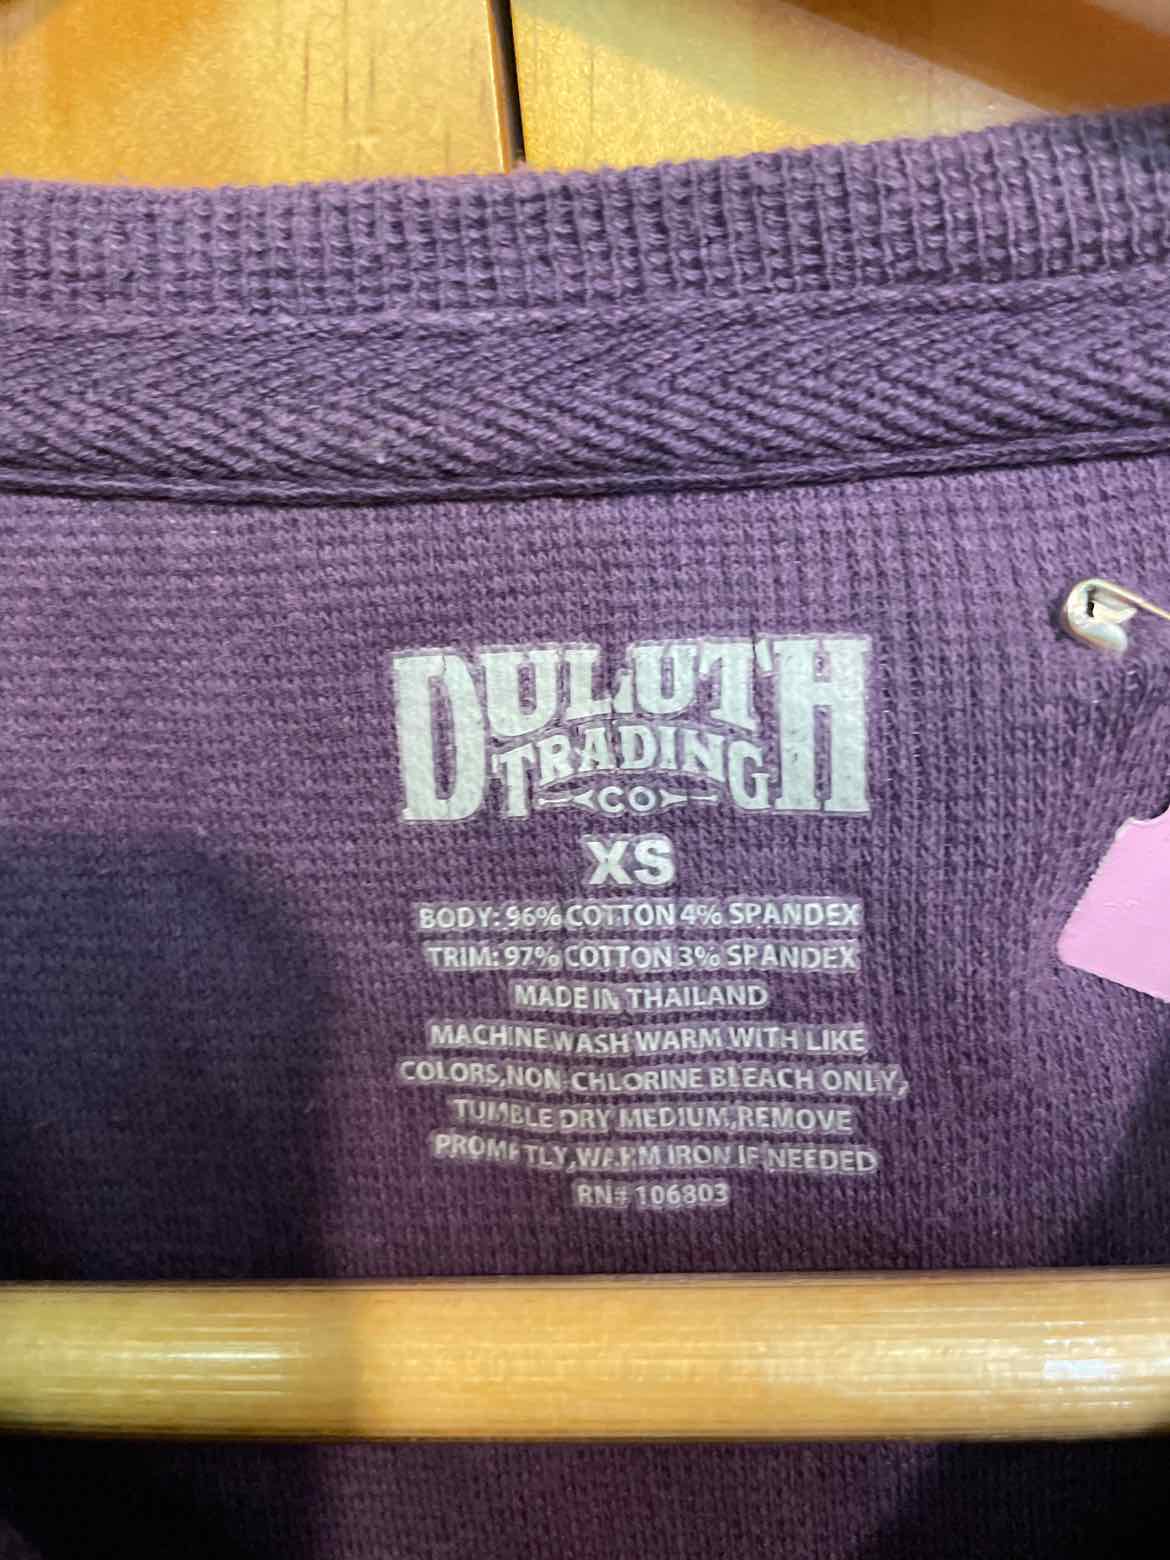 DULUTH
TRADING
CO
XS
BODY: 96% COTTON 4% SPANDEX
TRIM: 97% COTTON 3% SPANDEX
MADE IN THAILAND
MACHINE WASH WARM WITH LIKE
COLORS,NON-CHLORINE BLEACH ONLY,
TUMBLE DRY MEDIUM,REMOVE
PROMPTLY,WARM IRON IF NEEDED
RN# 106803